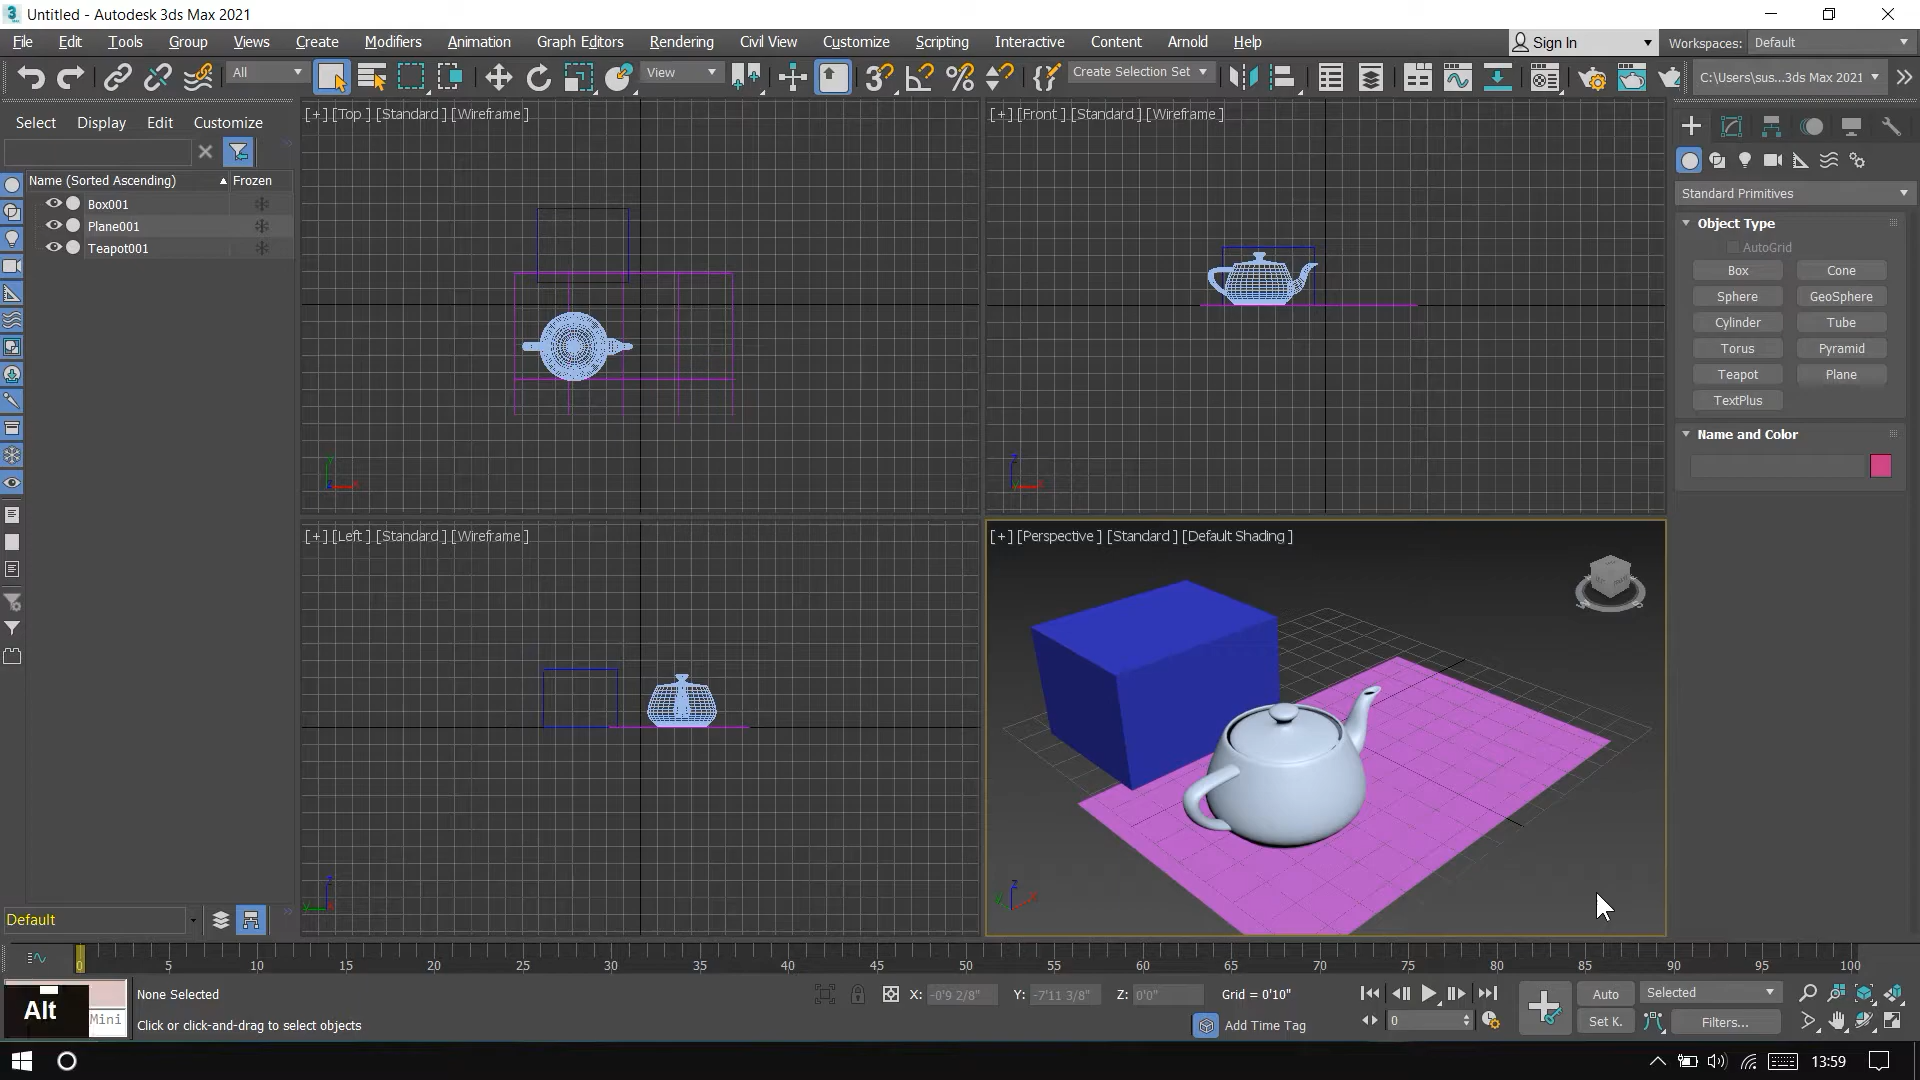 Untitled - Autodesk 3ds Max 2021
File Edit Tools Group Views Create Modifiers Animation Graph Editors Rendering Civil View Customize Scripting Interactive Content Arnold Help
Sign In
Workspaces: Default
All
View
Create Selection Set
C:\Users\sus...3ds Max 2021
Select Display Edit Customize
Name (Sorted Ascending) Frozen
Box001
Plane001
Teapot001
[+] [Top ] [Standard ] [Wireframe ]
[+] [Front ] [Standard ] [Wireframe ]
[+] [Left ] [Standard ] [Wireframe ]
[+] [Perspective ] [Standard ] [Default Shading ]
Standard Primitives
Object Type
AutoGrid
Box Cone
Sphere GeoSphere
Cylinder Tube
Torus Pyramid
Teapot Plane
TextPlus
Name and Color
Default
0 5 10 15 20 25 30 35 40 45 50 55 60 65 70 75 80 85 90 95 100
None Selected
X: -0'9 2/8" Y: -7'11 3/8" Z: 0'0" Grid = 0'10"
Auto
Selected
Alt
Mini
Click or click-and-drag to select objects
Add Time Tag
0
Set K.
Filters...
13:59